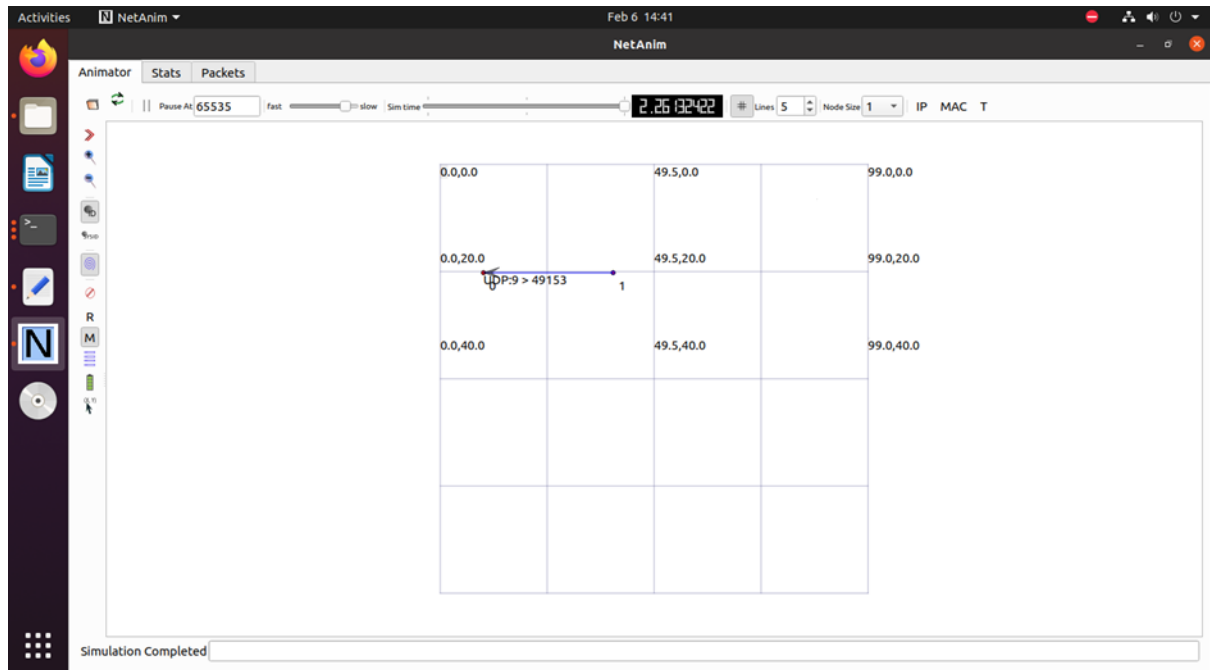 Activities NetAnim Feb 6 14:41
NetAnim
Animator Stats Packets
Pause At 65535 fast slow Sim time 2.26132422 # Lines 5 Node Size 1 IP MAC T
0.0,0.0 49.5,0.0 99.0,0.0
0.0,20.0 49.5,20.0 99.0,20.0
UDP:9 > 49153
0 1
R
M
0.0,40.0 49.5,40.0 99.0,40.0
N
Simulation Completed